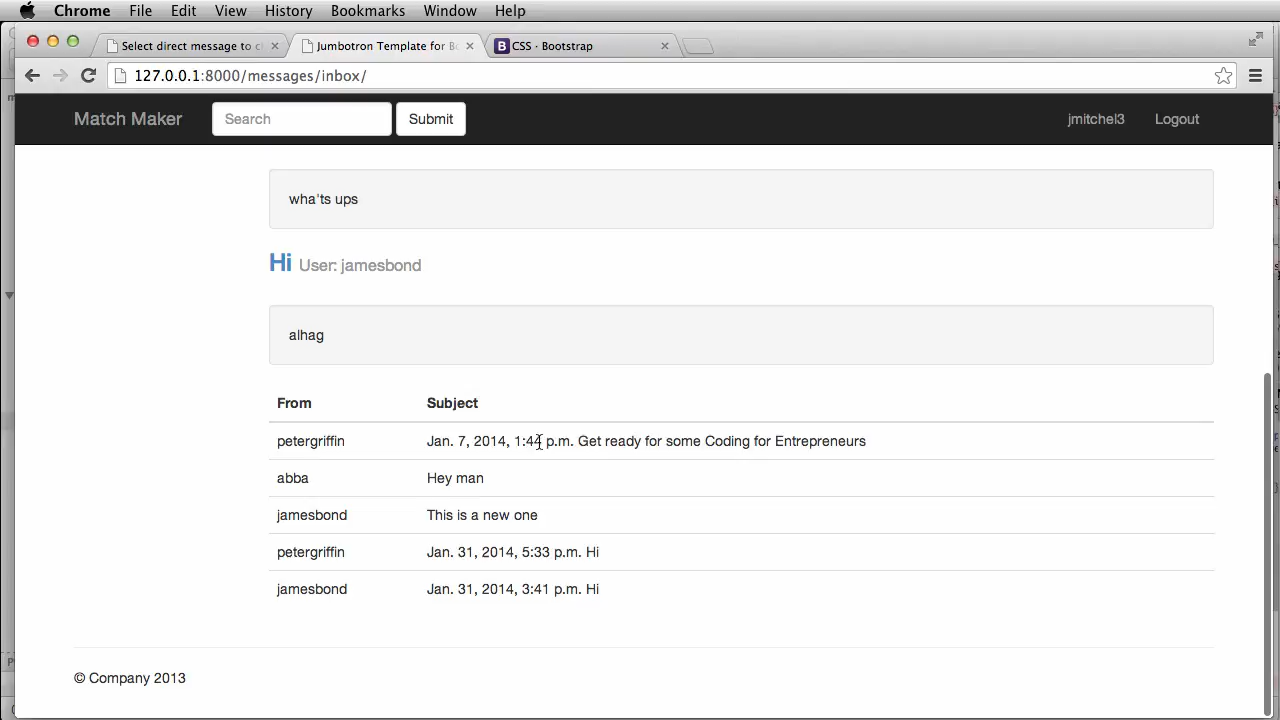 Chrome File Edit View History Bookmarks Window Help
Select direct message to c Jumbotron Template for Bo B CSS · Bootstrap
127.0.0.1:8000/messages/inbox/
Match Maker Search Submit jmitchel3 Logout
wha'ts ups
Hi User: jamesbond
alhag
From Subject
petergriffin Jan. 7, 2014, 1:44 p.m. Get ready for some Coding for Entrepreneurs
abba Hey man
jamesbond This is a new one
petergriffin Jan. 31, 2014, 5:33 p.m. Hi
jamesbond Jan. 31, 2014, 3:41 p.m. Hi
© Company 2013